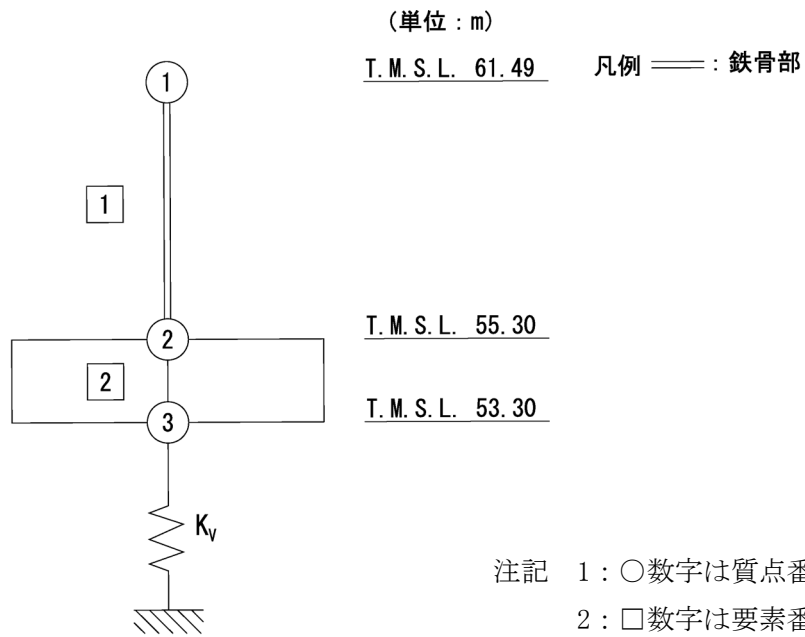 (単位：m)
① T.M.S.L. 61.49 凡例 ：鉄骨部
1
② T.M.S.L. 55.30
2
③ T.M.S.L. 53.30
Kv
注記 1：○数字は質点番
2：□数字は要素番